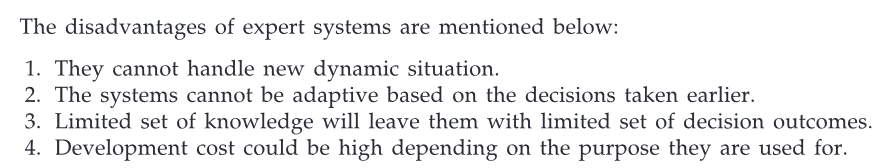 The disadvantages of expert systems are mentioned below:
1. They cannot handle new dynamic situation.
2. The systems cannot be adaptive based on the decisions taken earlier.
3. Limited set of knowledge will leave them with limited set of decision outcomes.
4. Development cost could be high depending on the purpose they are used for.